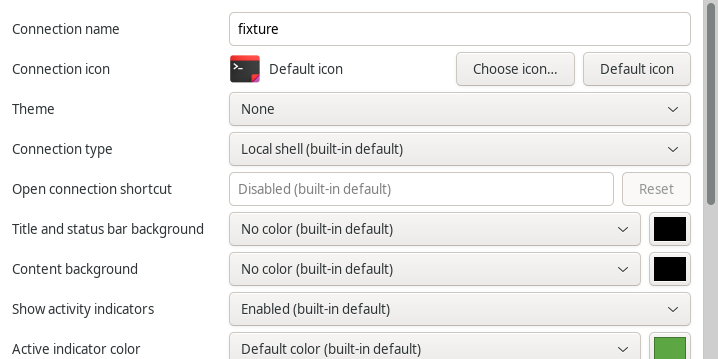 Connection name fixture
Connection icon Default icon Choose icon... Default icon
Theme None
Connection type Local shell (built-in default)
Open connection shortcut Disabled (built-in default) Reset
Title and status bar background No color (built-in default)
Content background No color (built-in default)
Show activity indicators Enabled (built-in default)
Active indicator color Default color (built-in default)